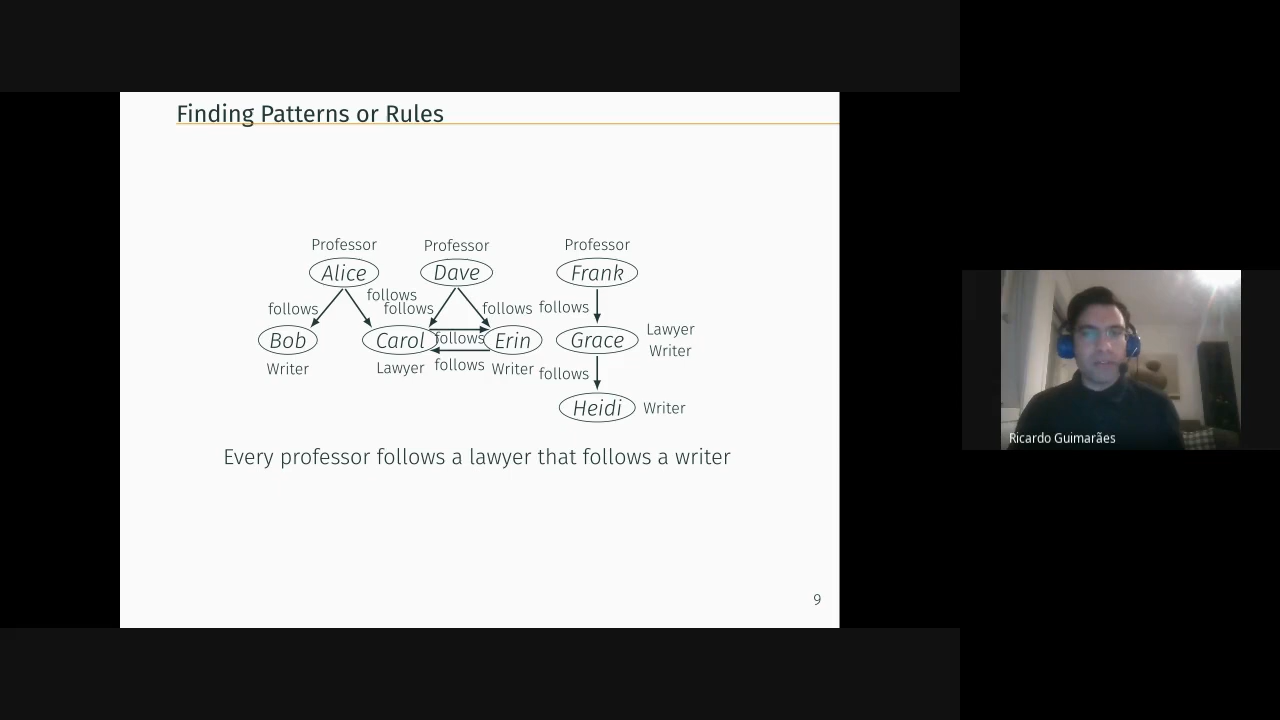 Finding Patterns or Rules
Professor Professor Professor
Alice Dave Frank
follows follows follows follows follows
Bob Carol follows Erin Grace Lawyer
Writer
Writer Lawyer follows Writer follows
Heidi Writer
Every professor follows a lawyer that follows a writer
9
Ricardo Guimarães